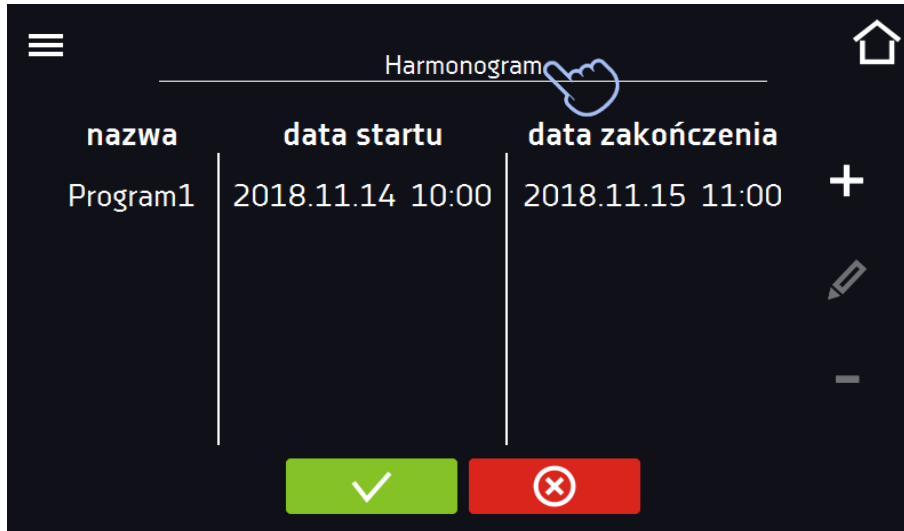 Harmonogram
nazwa data startu data zakończenia
Program1 2018.11.14 10:00 2018.11.15 11:00